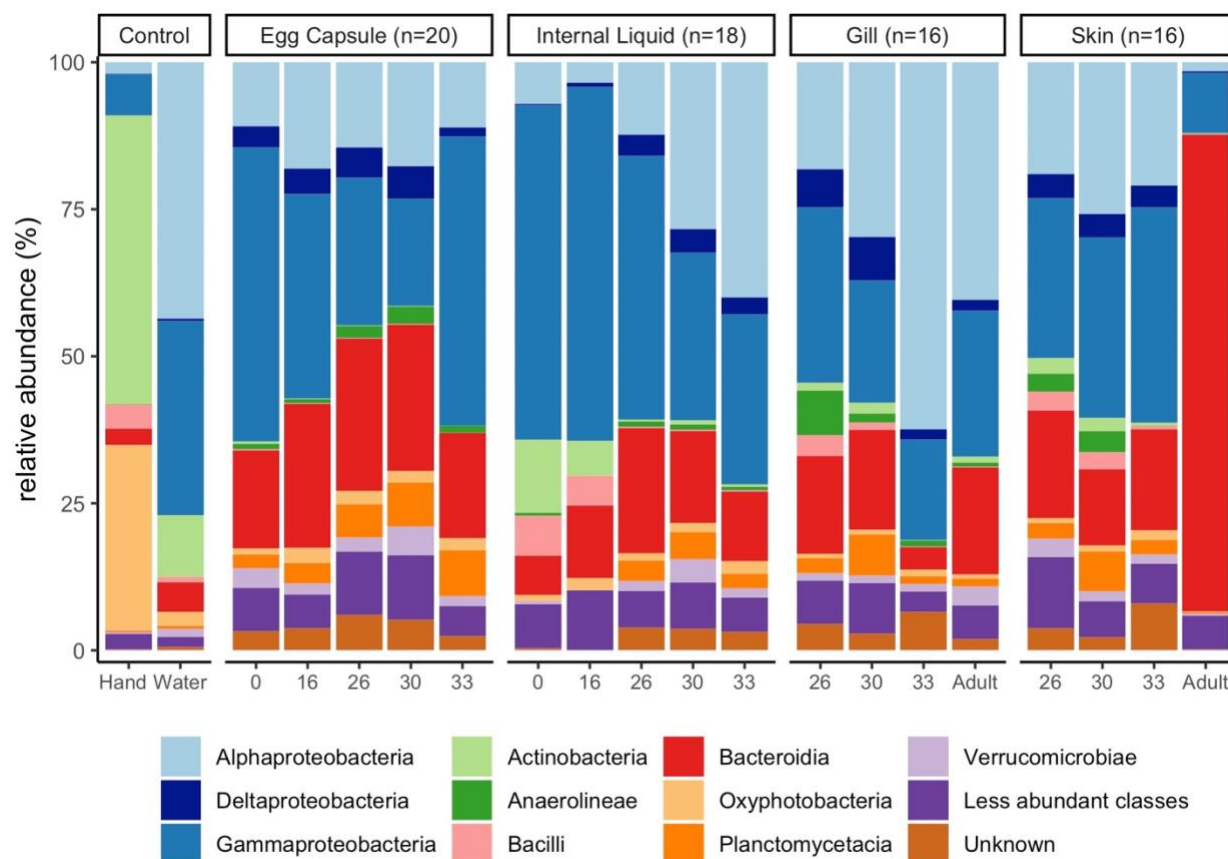 Control
Egg Capsule (n=20)
Internal Liquid (n=18)
Gill (n=16)
Skin (n=16)
relative abundance (%)
100
75
50
25
0
Hand Water
0 16 26 30 33
0 16 26 30 33
26 30 33 Adult
26 30 33 Adult
Alphaproteobacteria
Deltaproteobacteria
Gammaproteobacteria
Actinobacteria
Anaerolineae
Bacilli
Bacteroidia
Oxyphotobacteria
Planctomycetacia
Verrucomicrobiae
Less abundant classes
Unknown